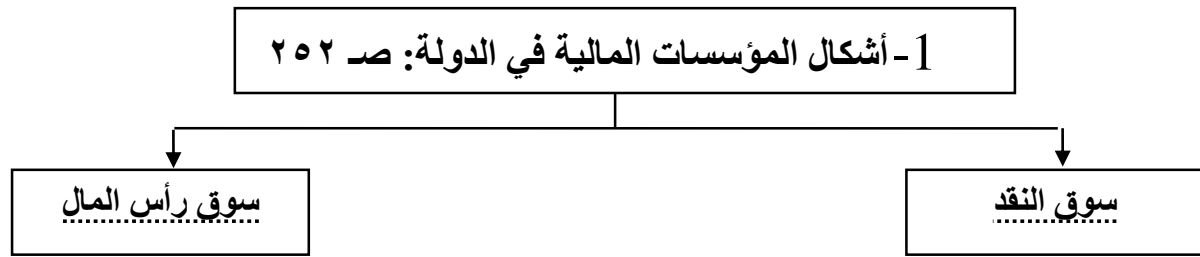 1- أشكال المؤسسات المالية في الدولة: صـ ٢٥٢
سوق النقد
سوق رأس المال